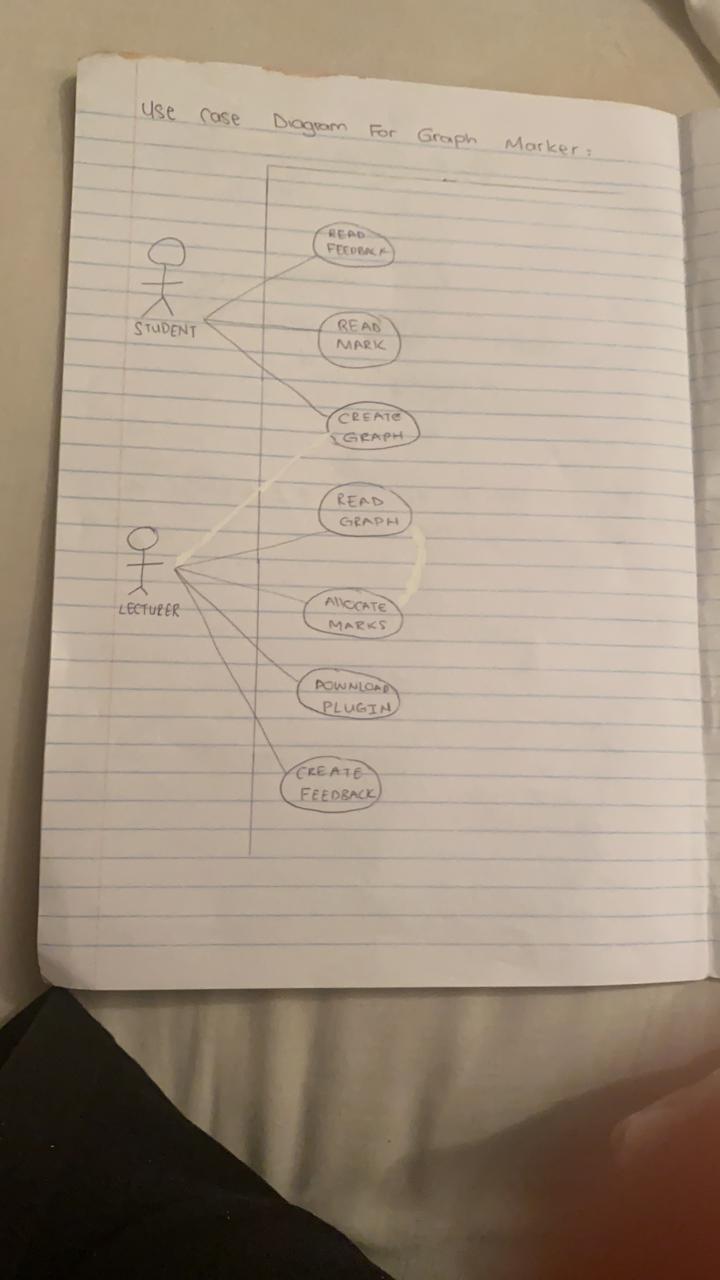 Use Case Diagram For Graph Marker:
READ
FEEDBACK
STUDENT
READ
MARK
CREATE
GRAPH
READ
GRAPH
LECTURER
ALLOCATE
MARKS
DOWNLOAD
PLUGIN
CREATE
FEEDBACK